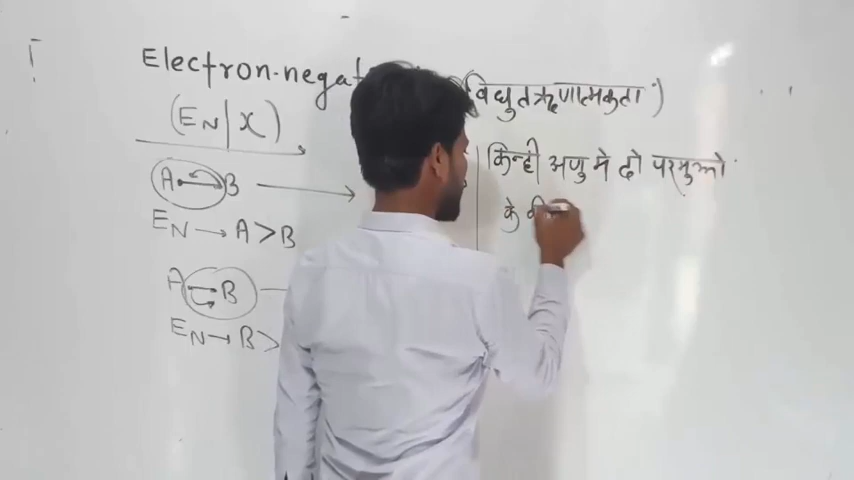 Electron-negat (विद्युतऋणात्मकता)
(EN|x)
किन्ही अणु मे दो परमुाओ
A B
के
EN → A > B
A B
EN → B >